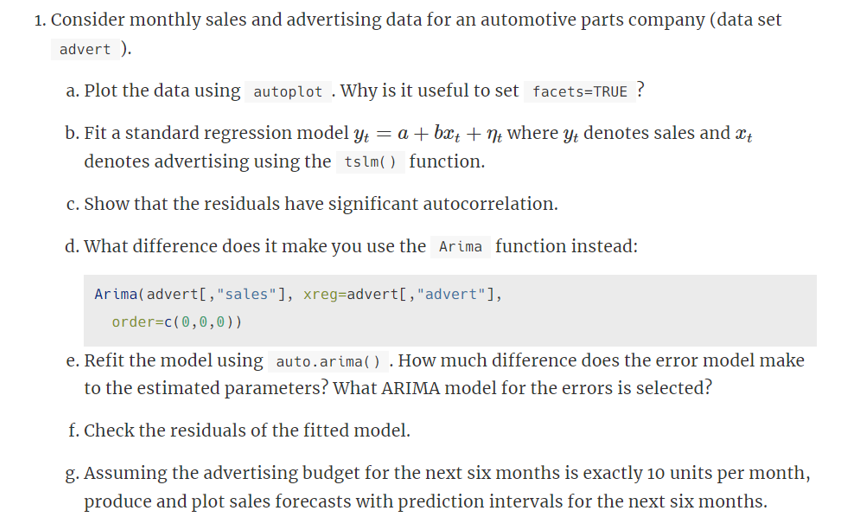 1. Consider monthly sales and advertising data for an automotive parts company (data set
advert ).
a. Plot the data using autoplot . Why is it useful to set facets=TRUE ?
b. Fit a standard regression model yₜ = a + bxₜ + ηₜ where yₜ denotes sales and xₜ
denotes advertising using the tslm() function.
c. Show that the residuals have significant autocorrelation.
d. What difference does it make you use the Arima function instead:
Arima(advert[,"sales"], xreg=advert[,"advert"],
order=c(0,0,0))
e. Refit the model using auto.arima() . How much difference does the error model make
to the estimated parameters? What ARIMA model for the errors is selected?
f. Check the residuals of the fitted model.
g. Assuming the advertising budget for the next six months is exactly 10 units per month,
produce and plot sales forecasts with prediction intervals for the next six months.